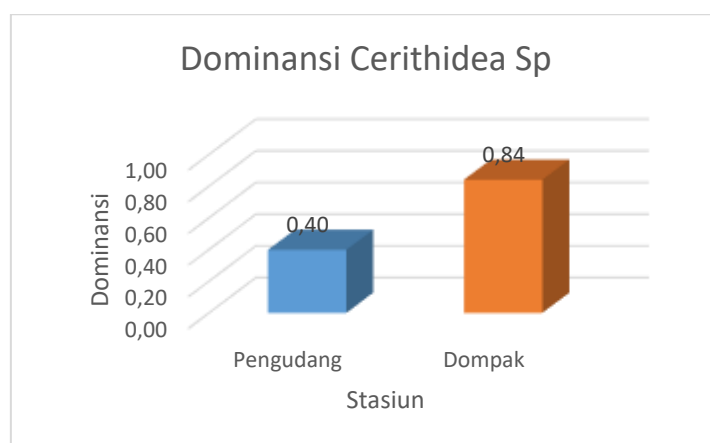 Dominansi Cerithidea Sp
Dominansi
1,00
0,80
0,60
0,40
0,20
0,00
0,40
0,84
Pengudang
Dompak
Stasiun